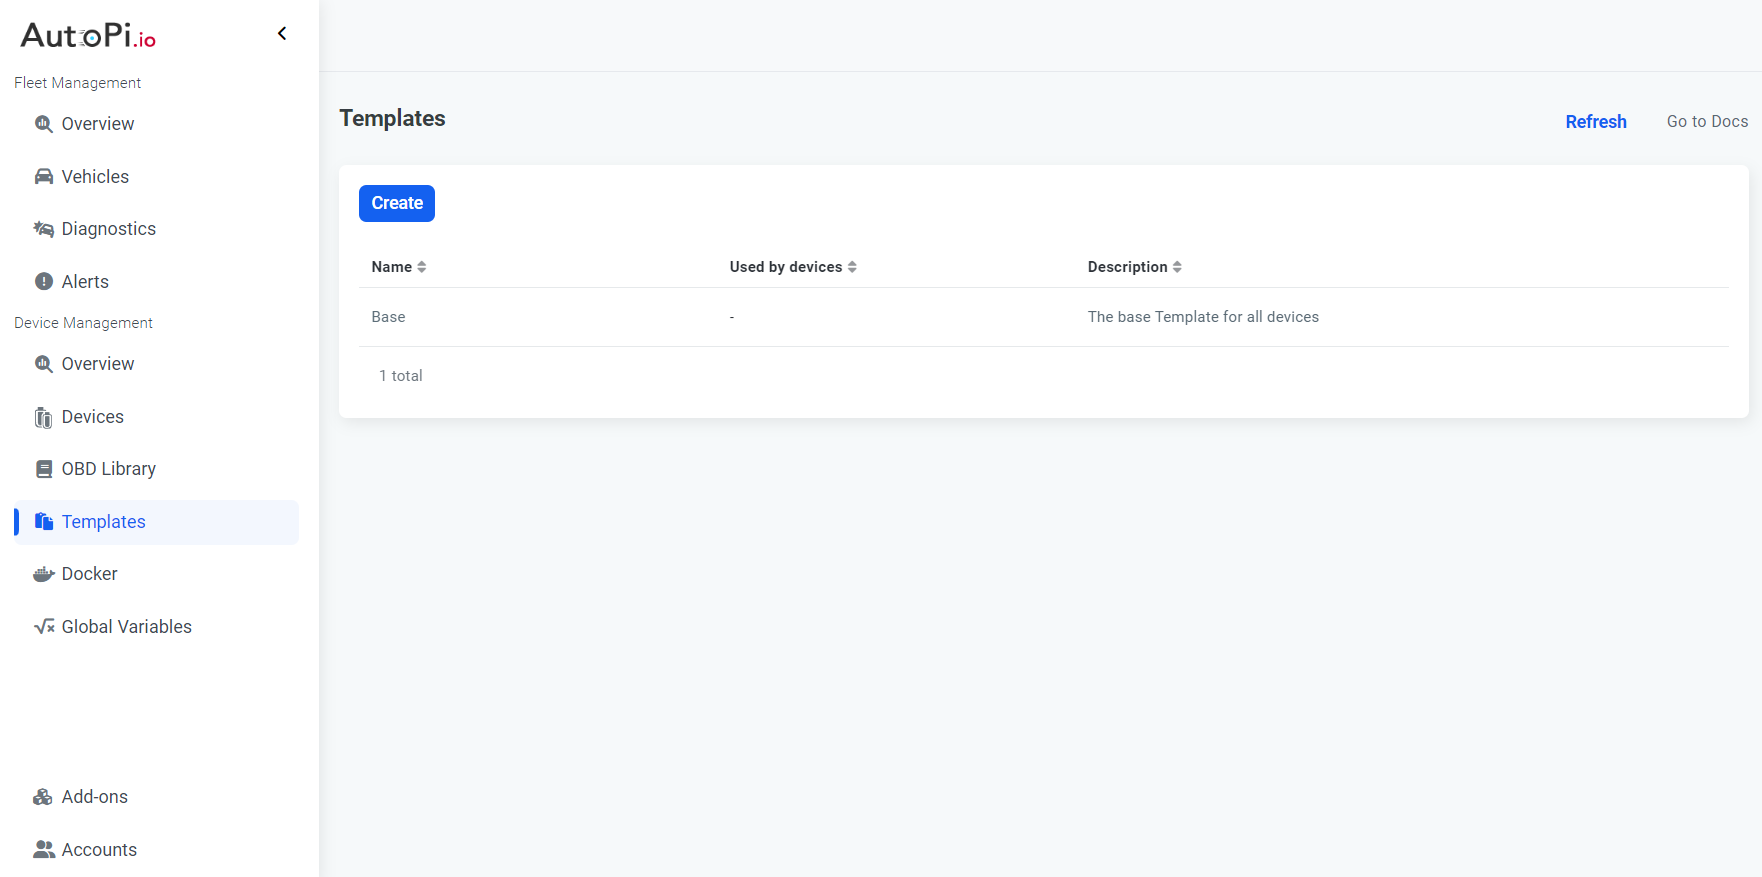 AutoPi.io
Fleet Management
Overview
Vehicles
Diagnostics
Alerts
Device Management
Overview
Devices
OBD Library
Templates
Docker
Global Variables
Add-ons
Accounts
Templates
Refresh Go to Docs
Create
Name Used by devices Description
Base - The base Template for all devices
1 total